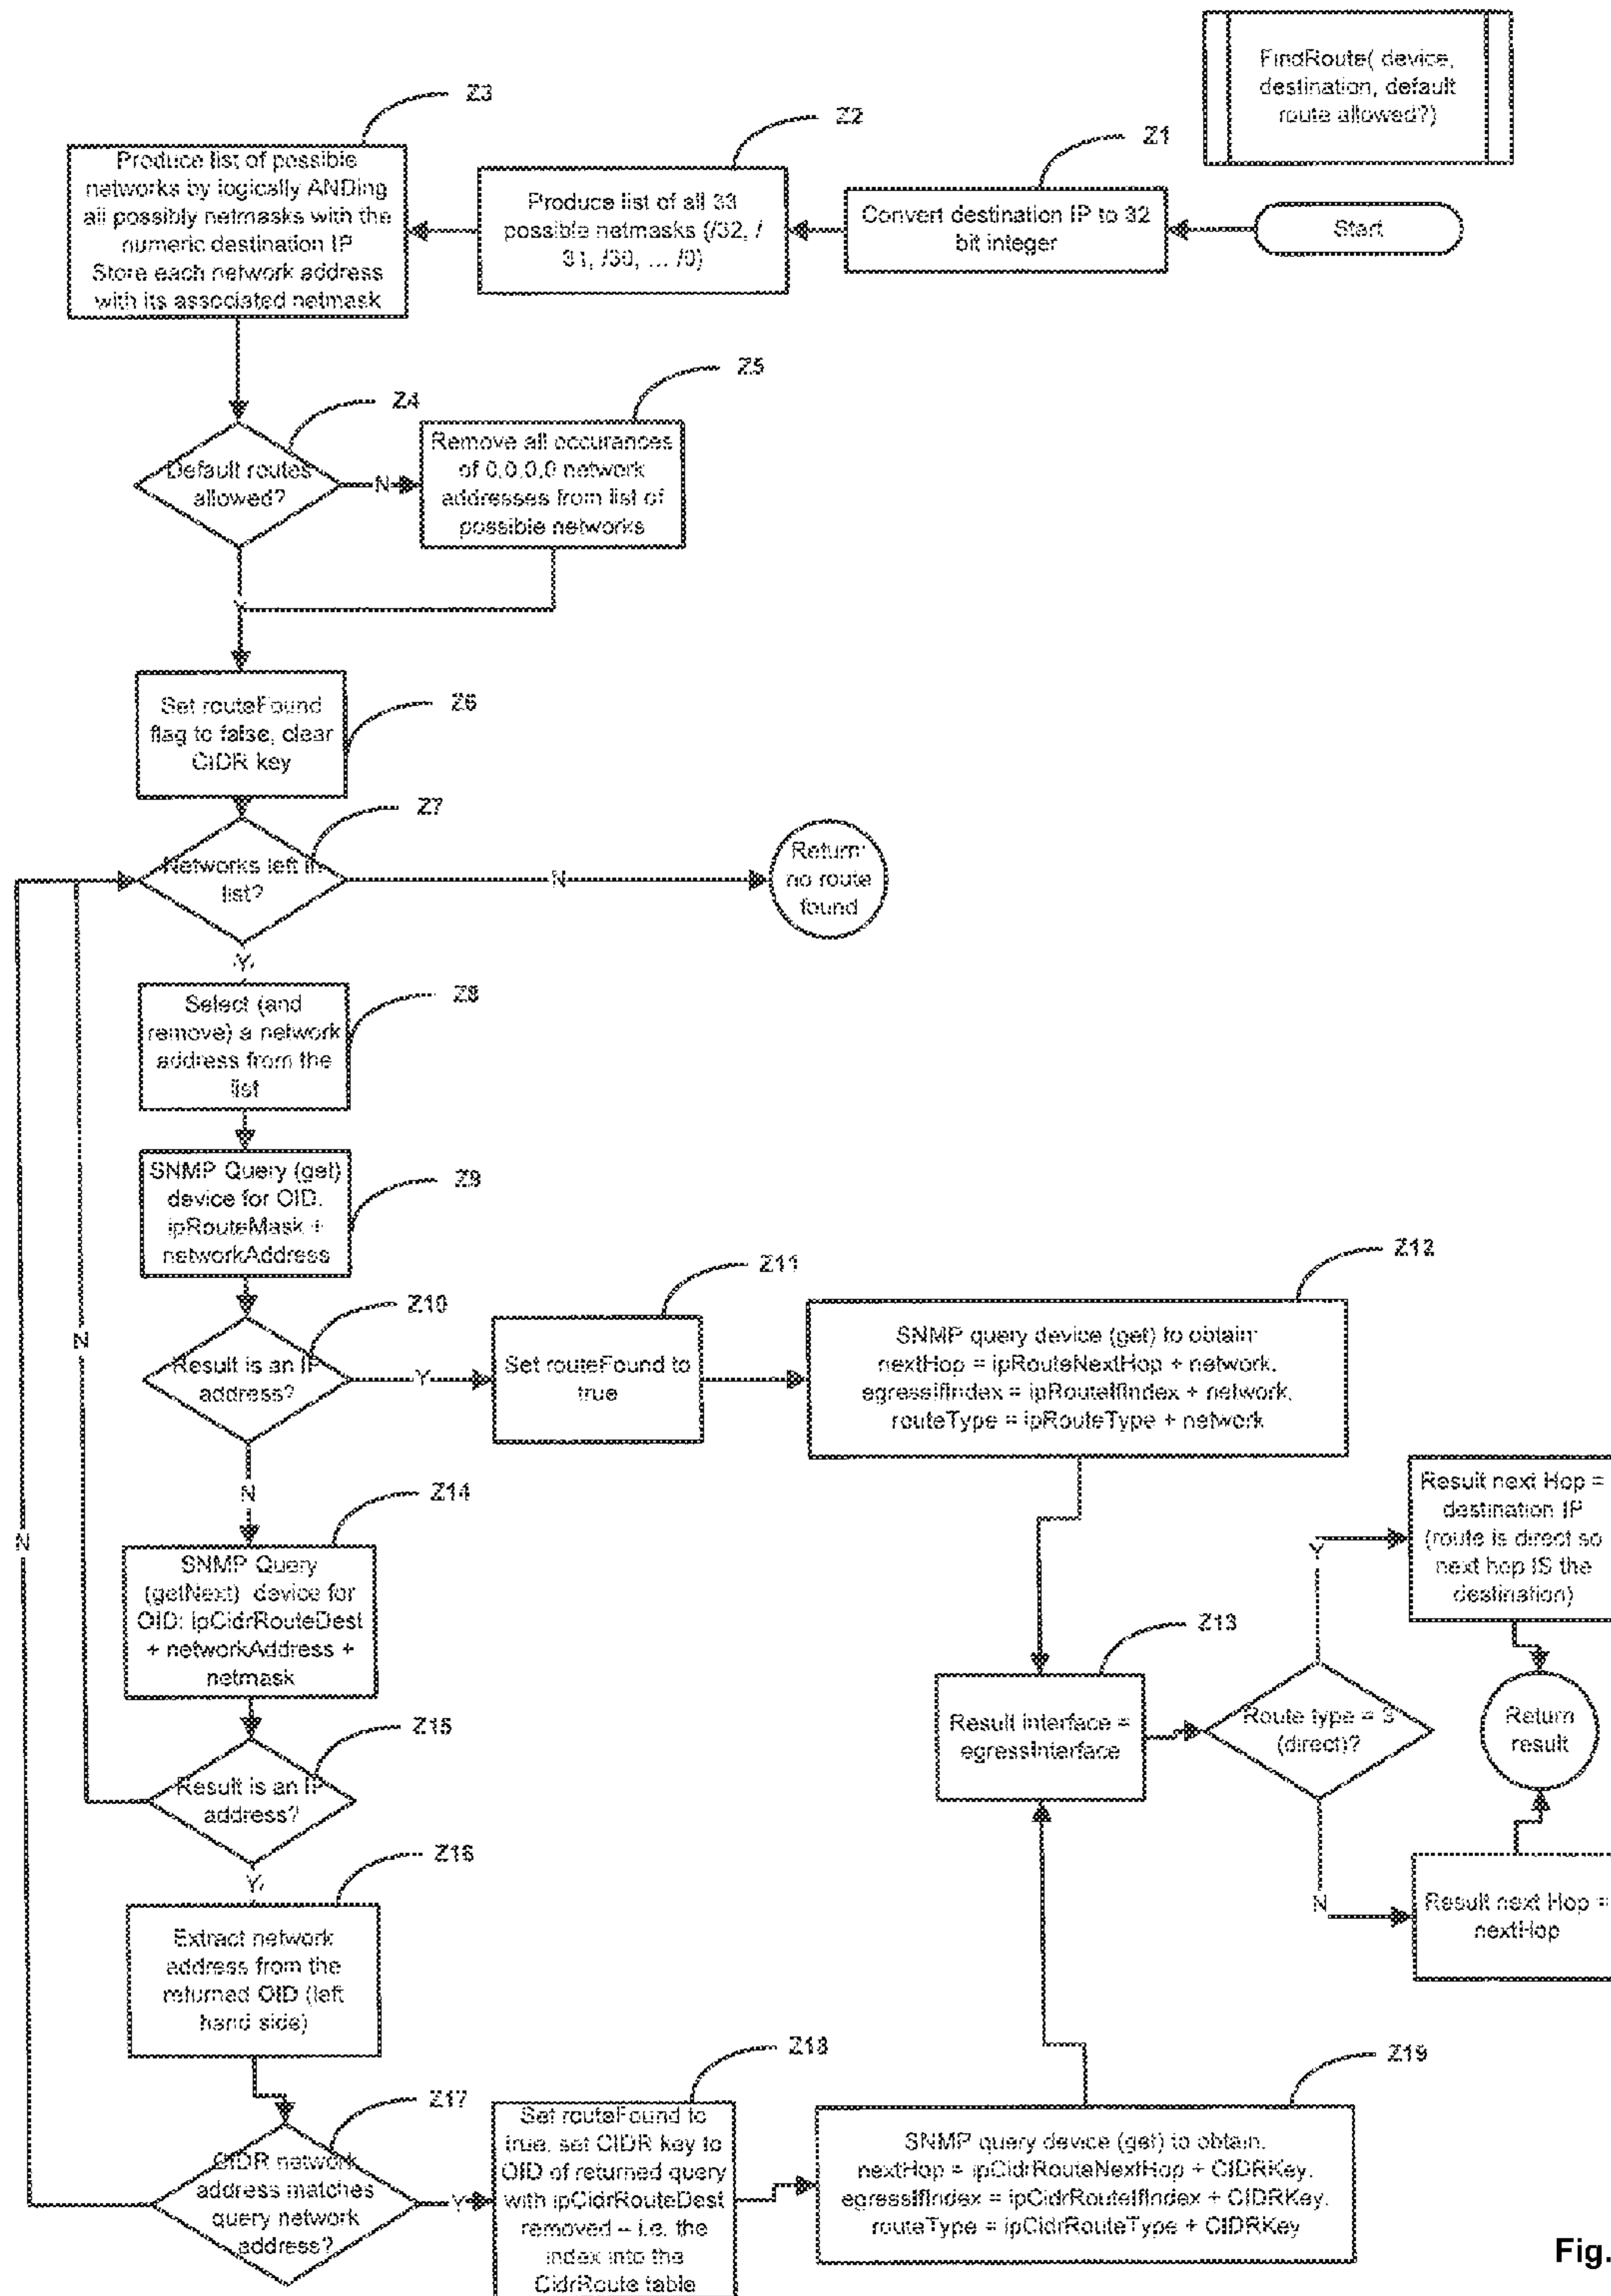 FindRoute( device,
destination, default
route allowed?)
Start
Z1
Convert destination IP to 32
bit integer
Z2
Produce list of all 33
possible netmasks (/32, /
31, /30, ... /0)
Z3
Produce list of possible
networks by logically ANDing
all possibly netmasks with the
numeric destination IP
Store each network address
with its associated netmask
Z4
Default routes
allowed?
N
Y
Z5
Remove all occurances
of 0.0.0.0 network
addresses from list of
possible networks
Z6
Set routeFound
flag to false, clear
CIDR key
Z7
Networks left in
list?
N
Return:
no route
found
Y
Z8
Select (and
remove) a network
address from the
list
Z9
SNMP Query (get)
device for OID.
ipRouteMask +
networkAddress
Z10
Result is an IP
address?
Y
Z11
Set routeFound to
true
Z12
SNMP query device (get) to obtain:
nextHop = ipRouteNextHop + network.
egressIfIndex = ipRouteIfIndex + network.
routeType = ipRouteType + network
N
Z14
SNMP Query
(getNext) device for
OID: ipCidrRouteDest
+ networkAddress +
netmask
Z15
Result is an IP
address?
N
Y
Z16
Extract network
address from the
returned OID (left
hand side)
Z17
CIDR network
address matches
query network
address?
N
Y
Z18
Set routeFound to
true. set CIDR key to
OID of returned query
with ipCidrRouteDest
removed – i.e. the
index into the
CidrRoute table
Z19
SNMP query device (get) to obtain.
nextHop = ipCidrRouteNextHop + CIDRKey.
egressIfIndex = ipCidrRouteIfIndex + CIDRKey.
routeType = ipCidrRouteType + CIDRKey
Z13
Result interface =
egressInterface
Route type = 3
(direct)?
Y
Result next Hop =
destination IP
(route is direct so
next hop IS the
destination)
N
Result next Hop =
nextHop
Return
result
Fig.